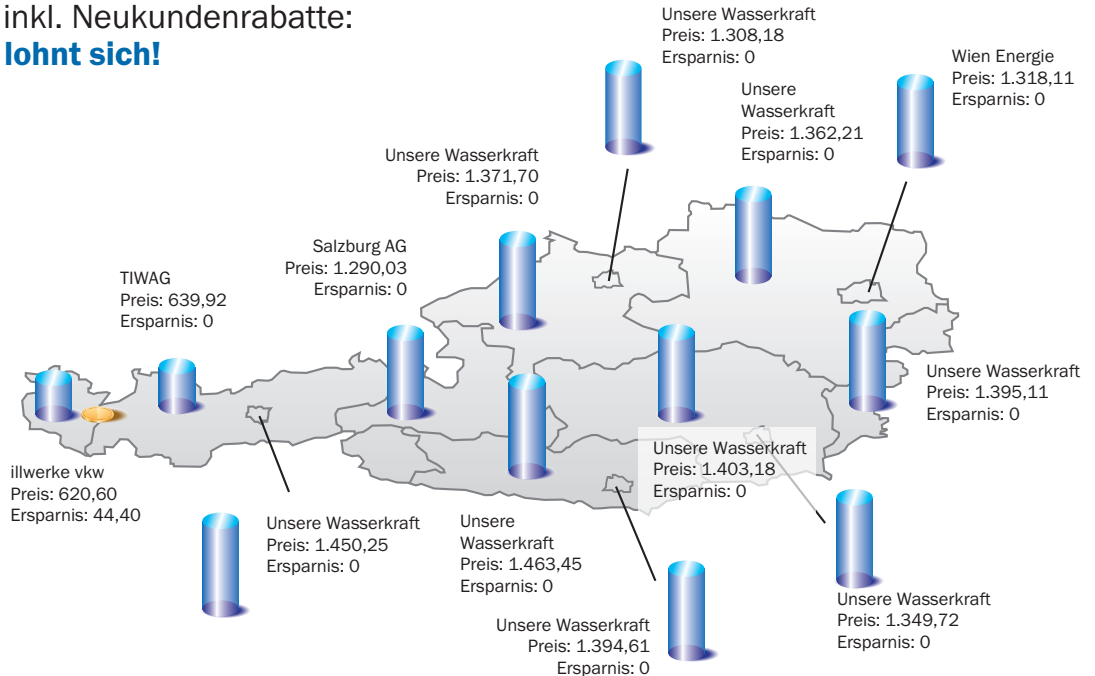 inkl. Neukundenrabatte:
lohnt sich!
Unsere Wasserkraft
Preis: 1.308,18
Ersparnis: 0
Wien Energie
Preis: 1.318,11
Ersparnis: 0
Unsere
Wasserkraft
Preis: 1.362,21
Ersparnis: 0
Unsere Wasserkraft
Preis: 1.371,70
Ersparnis: 0
Salzburg AG
Preis: 1.290,03
Ersparnis: 0
TIWAG
Preis: 639,92
Ersparnis: 0
Unsere Wasserkraft
Preis: 1.395,11
Ersparnis: 0
Unsere Wasserkraft
Preis: 1.403,18
Ersparnis: 0
illwerke vkw
Preis: 620,60
Ersparnis: 44,40
Unsere Wasserkraft
Preis: 1.450,25
Ersparnis: 0
Unsere
Wasserkraft
Preis: 1.463,45
Ersparnis: 0
Unsere Wasserkraft
Preis: 1.349,72
Ersparnis: 0
Unsere Wasserkraft
Preis: 1.394,61
Ersparnis: 0